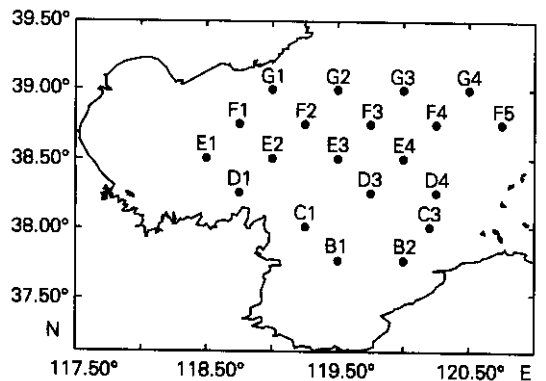 39.50°
39.00°
38.50°
38.00°
37.50°
N
G1 G2 G3 G4
F1 F2 F3 F4 F5
E1 E2 E3 E4
D1 D3 D4
C1 C3
B1 B2
117.50° 118.50° 119.50° 120.50° E